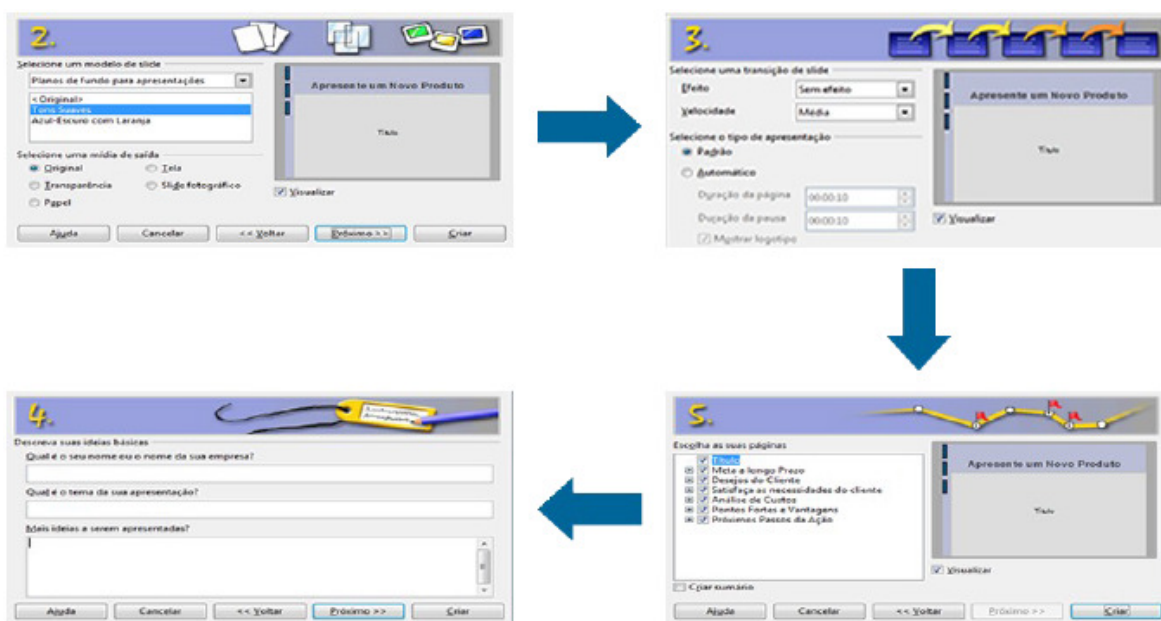 2.
Selecione um modelo de slide
Planos de fundo para apresentações
<Original>
Tons Suaves
Azul-Escuro com Laranja
Selecione uma mídia de saída
Original
Tela
Transparência
Slide fotográfico
Papel
Apresente um Novo Produto
Título
Visualizar
Ajuda
Cancelar
<< Voltar
Próximo >>
Criar
3.
Selecione uma transição de slide
Efeito
Sem efeito
Velocidade
Média
Selecione o tipo de apresentação
Padrão
Automático
Duração da página
00:00:10
Duração da pausa
00:00:10
Mostrar logotipo
Apresente um Novo Produto
Título
Visualizar
4.
Descreva suas ideias básicas
Qual é o seu nome ou o nome da sua empresa?
Qual é o tema da sua apresentação?
Mais ideias a serem apresentadas?
Ajuda
Cancelar
<< Voltar
Próximo >>
Criar
5.
Escolha as suas páginas
Título
Meta a longo Prazo
Desejos do Cliente
Satisfaça as necessidades do cliente
Análise de Custos
Pontos Fortes e Vantagens
Próximos Passos da Ação
Criar sumário
Apresente um Novo Produto
Título
Visualizar
Ajuda
Cancelar
<< Voltar
Próximo >>
Criar